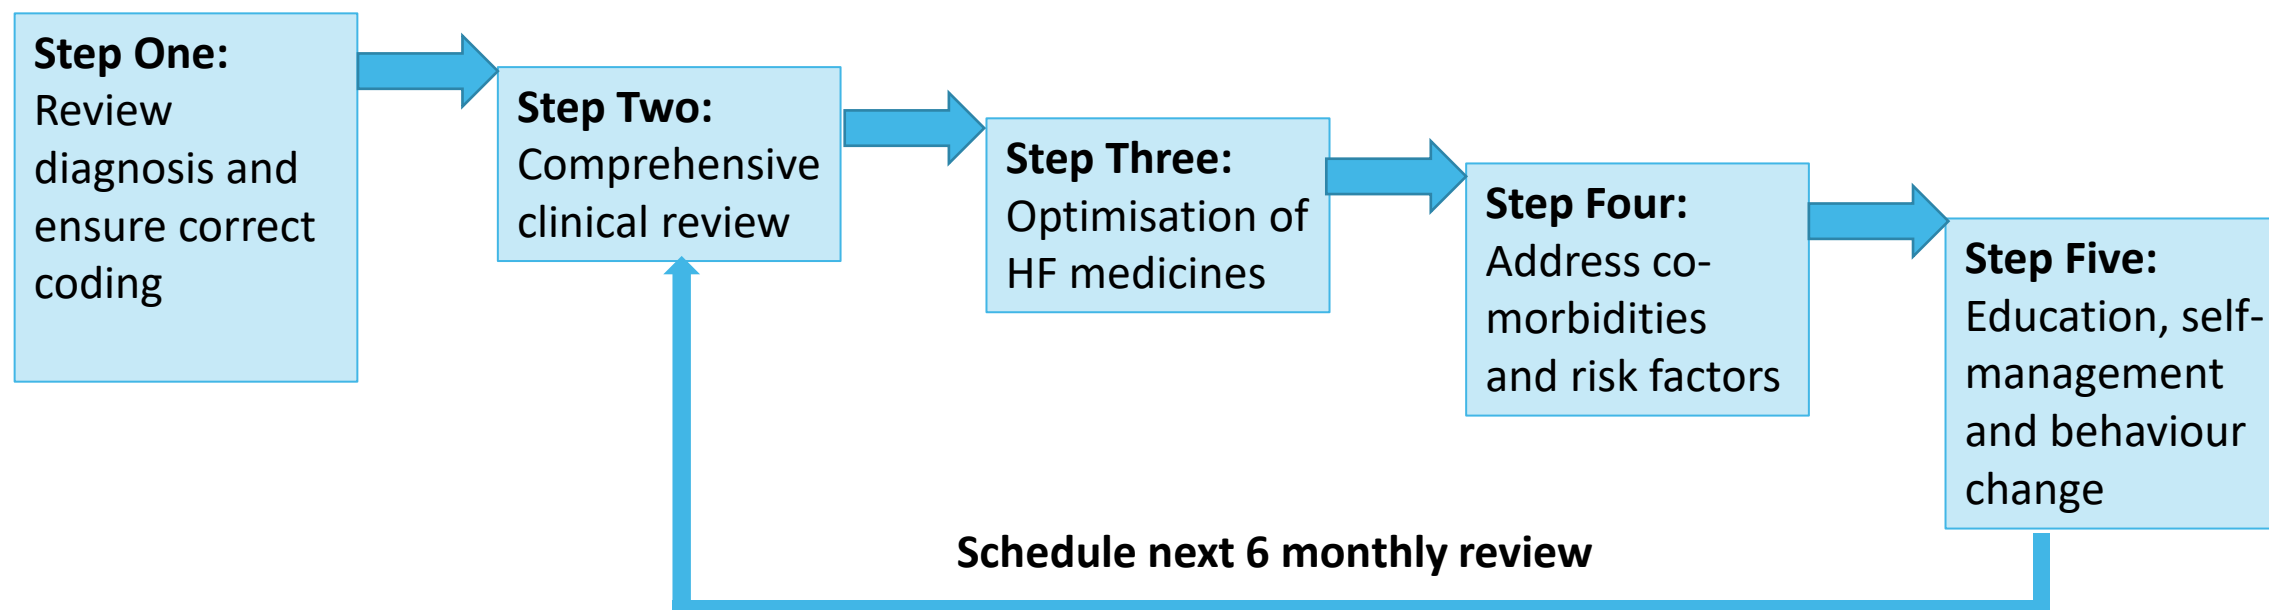 Step One:
Review
diagnosis and
ensure correct
coding
Step Two:
Comprehensive
clinical review
Step Three:
Optimisation of
HF medicines
Step Four:
Address co-
morbidities
and risk factors
Step Five:
Education, self-
management
and behaviour
change
Schedule next 6 monthly review